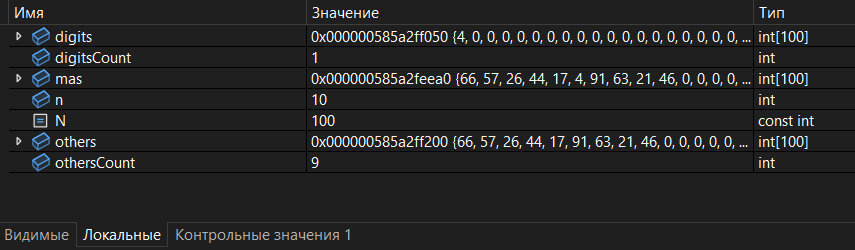 Имя Значение Тип
digits 0x000000585a2ff050 {4, 0, 0, 0, 0, 0, 0, 0, 0, 0, 0, 0, 0, 0, 0, 0, 0, 0, 0, ... int[100]
digitsCount 1 int
mas 0x000000585a2feea0 {66, 57, 26, 44, 17, 4, 91, 63, 21, 46, 0, 0, 0, 0, ... int[100]
n 10 int
N 100 const int
others 0x000000585a2ff200 {66, 57, 26, 44, 17, 91, 63, 21, 46, 0, 0, 0, 0, 0, ... int[100]
othersCount 9 int
Видимые Локальные Контрольные значения 1